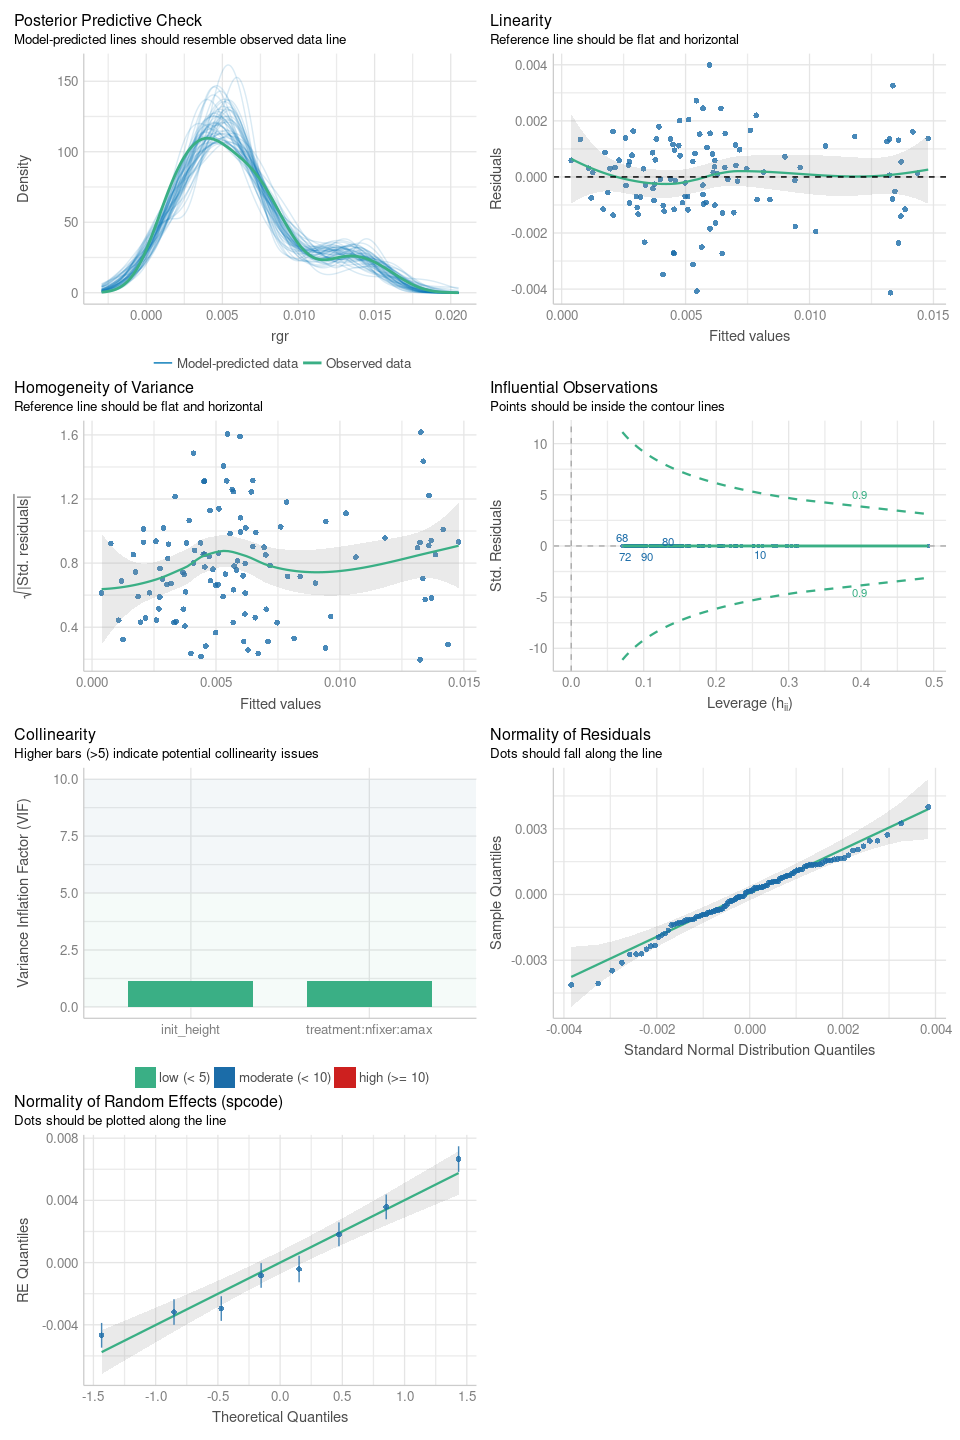 Posterior Predictive Check
Model-predicted lines should resemble observed data line
Density
150
100
50
0
0.000 0.005 0.010 0.015 0.020
rgr
Model-predicted data Observed data
Linearity
Reference line should be flat and horizontal
Residuals
0.004
0.002
0.000
-0.002
-0.004
0.000 0.005 0.010 0.015
Fitted values
Homogeneity of Variance
Reference line should be flat and horizontal
√|Std. residuals|
1.6
1.2
0.8
0.4
0.000 0.005 0.010 0.015
Fitted values
Influential Observations
Points should be inside the contour lines
Std. Residuals
10
5
0
-5
-10
0.9
68 80
72 90 10
0.9
0.0 0.1 0.2 0.3 0.4 0.5
Leverage (hii)
Collinearity
Higher bars (>5) indicate potential collinearity issues
Variance Inflation Factor (VIF)
10.0
7.5
5.0
2.5
0.0
init_height treatment:nfixer:amax
low (< 5) moderate (< 10) high (>= 10)
Normality of Residuals
Dots should fall along the line
Sample Quantiles
0.003
0.000
-0.003
-0.004 -0.002 0.000 0.002 0.004
Standard Normal Distribution Quantiles
Normality of Random Effects (spcode)
Dots should be plotted along the line
RE Quantiles
0.008
0.004
0.000
-0.004
-1.5 -1.0 -0.5 0.0 0.5 1.0 1.5
Theoretical Quantiles